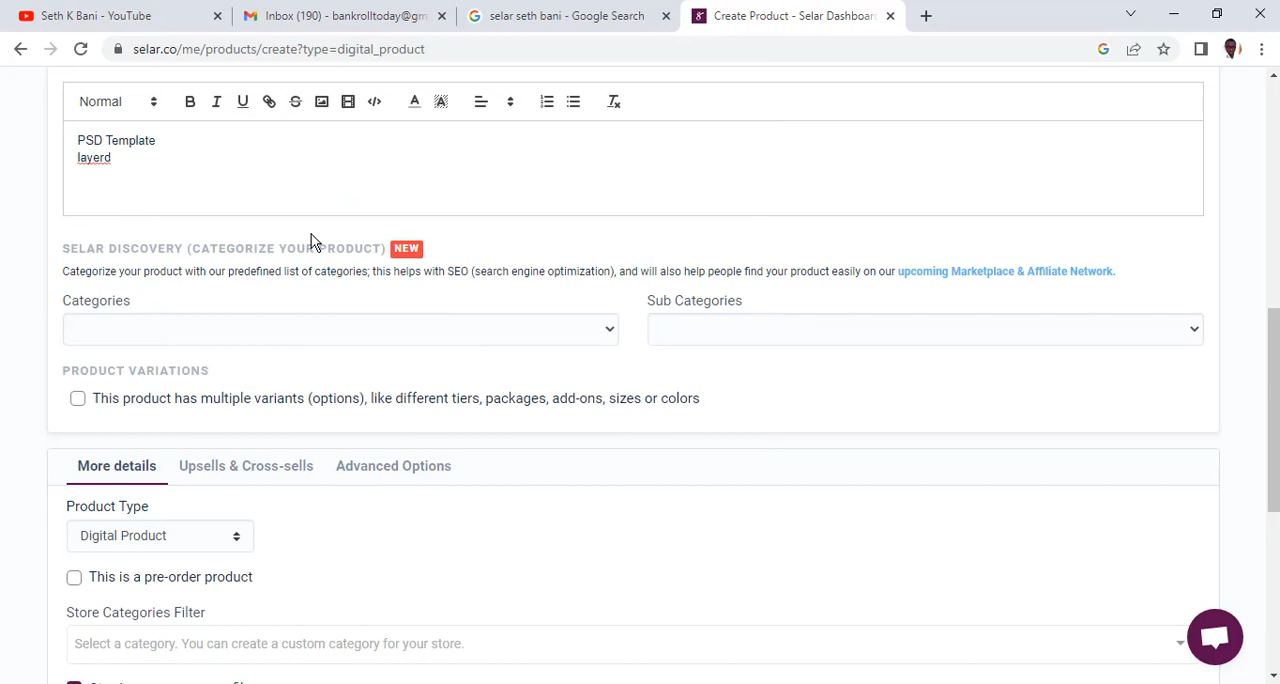 Seth K Bani - YouTube
Inbox (190) - bankrolltoday@gm
selar seth bani - Google Search
Create Product - Selar Dashboar
selar.co/me/products/create?type=digital_product
Normal
PSD Template
layerd
SELAR DISCOVERY (CATEGORIZE YOUR PRODUCT) NEW
Categorize your product with our predefined list of categories; this helps with SEO (search engine optimization), and will also help people find your product easily on our upcoming Marketplace & Affiliate Network.
Categories
Sub Categories
PRODUCT VARIATIONS
This product has multiple variants (options), like different tiers, packages, add-ons, sizes or colors
More details Upsells & Cross-sells Advanced Options
Product Type
Digital Product
This is a pre-order product
Store Categories Filter
Select a category. You can create a custom category for your store.